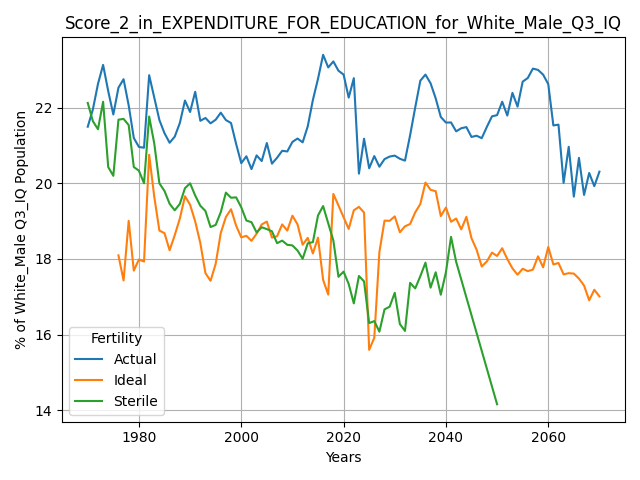 Score_2_in_EXPENDITURE_FOR_EDUCATION_for_White_Male_Q3_IQ
% of White_Male Q3_IQ Population
22
20
18
16
14
Fertility
Actual
Ideal
Sterile
1980 2000 2020 2040 2060
Years